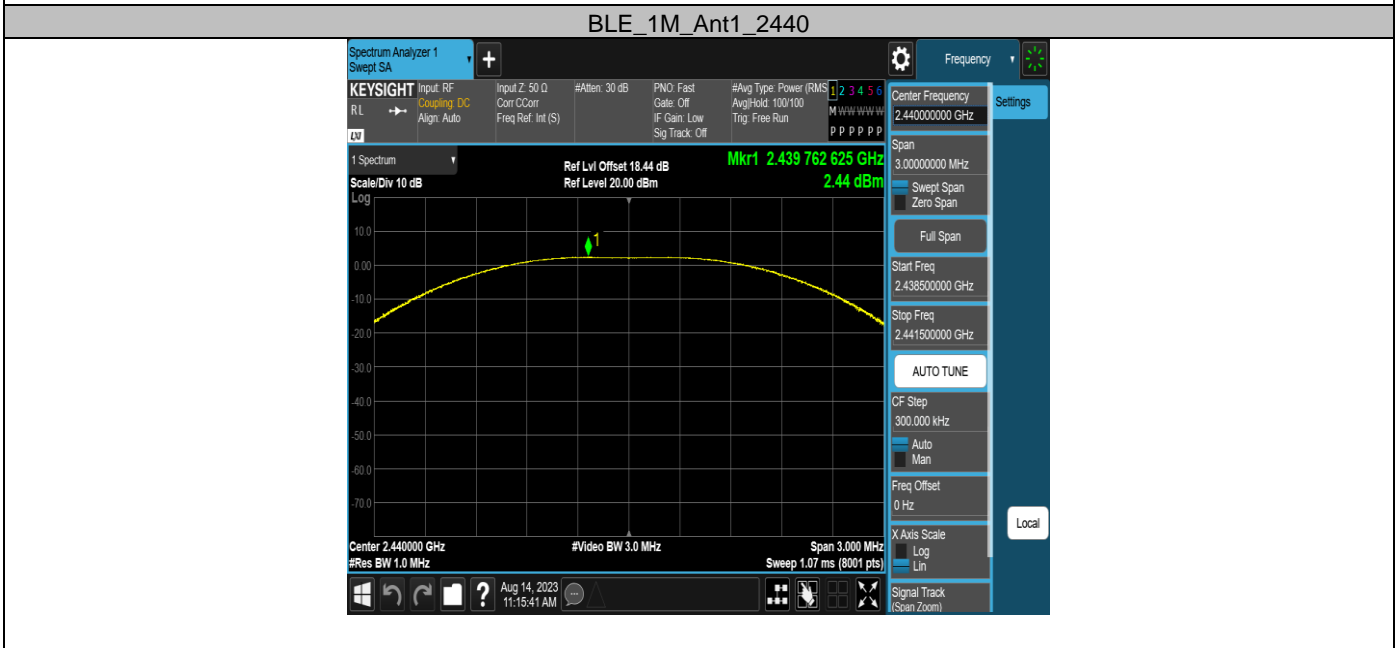 BLE_1M_Ant1_2440
Spectrum Analyzer 1
Swept SA
+
Frequency
KEYSIGHT
RL
LXI
Input: RF
Coupling: DC
Align: Auto
Input Z: 50 Ω
Corr CCorr
Freq Ref: Int (S)
#Atten: 30 dB
PNO: Fast
Gate: Off
IF Gain: Low
Sig Track: Off
#Avg Type: Power (RMS
Avg|Hold: 100/100
Trig: Free Run
1 2 3 4 5 6
M W W W W W
P P P P P P
1 Spectrum
Scale/Div 10 dB
Log
Ref Lvl Offset 18.44 dB
Ref Level 20.00 dBm
Mkr1 2.439 762 625 GHz
2.44 dBm
1
10.0
0.00
-10.0
-20.0
-30.0
-40.0
-50.0
-60.0
-70.0
Center 2.440000 GHz
#Res BW 1.0 MHz
#Video BW 3.0 MHz
Span 3.000 MHz
Sweep 1.07 ms (8001 pts)
Aug 14, 2023
11:15:41 AM
?
Center Frequency
2.440000000 GHz
Settings
Span
3.00000000 MHz
Swept Span
Zero Span
Full Span
Start Freq
2.438500000 GHz
Stop Freq
2.441500000 GHz
AUTO TUNE
CF Step
300.000 kHz
Auto
Man
Freq Offset
0 Hz
X Axis Scale
Log
Lin
Local
Signal Track
(Span Zoom)